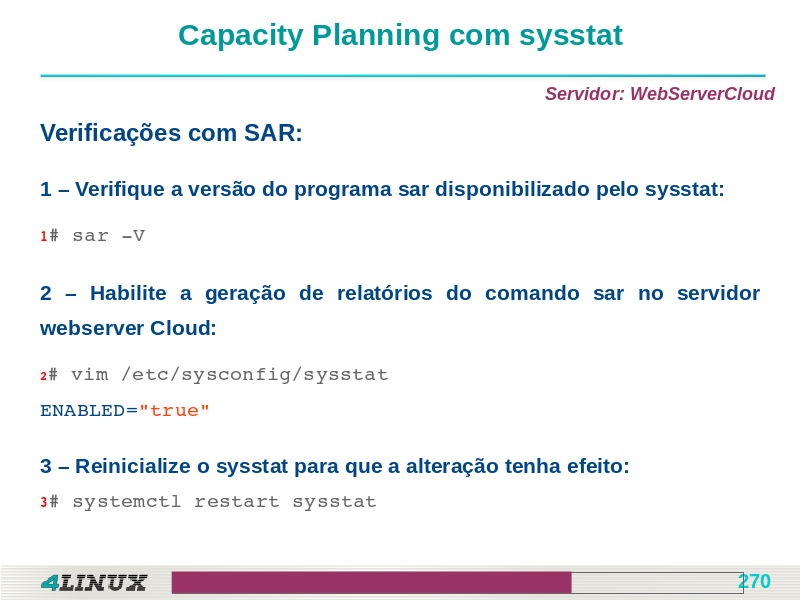 Capacity Planning com sysstat
Servidor: WebServerCloud
Verificações com SAR:
1 – Verifique a versão do programa sar disponibilizado pelo sysstat:
1# sar –V
2 – Habilite a geração de relatórios do comando sar no servidor
webserver Cloud:
2# vim /etc/sysconfig/sysstat
ENABLED="true"
3 – Reinicialize o sysstat para que a alteração tenha efeito:
3# systemctl restart sysstat
4LINUX
270